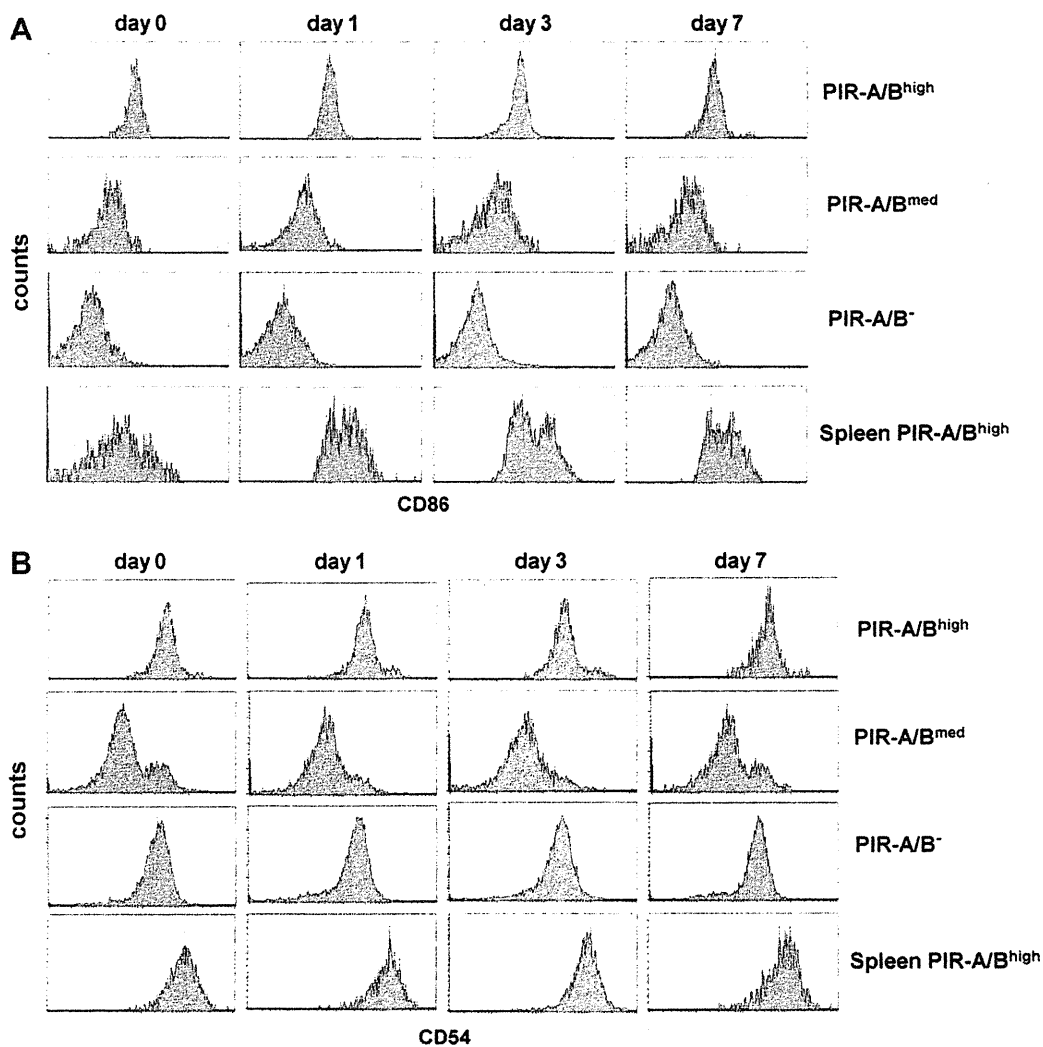 A
day 0 day 1 day 3 day 7
PIR-A/Bhigh
PIR-A/Bmed
PIR-A/B-
Spleen PIR-A/Bhigh
counts
CD86
B
day 0 day 1 day 3 day 7
PIR-A/Bhigh
PIR-A/Bmed
PIR-A/B-
Spleen PIR-A/Bhigh
counts
CD54